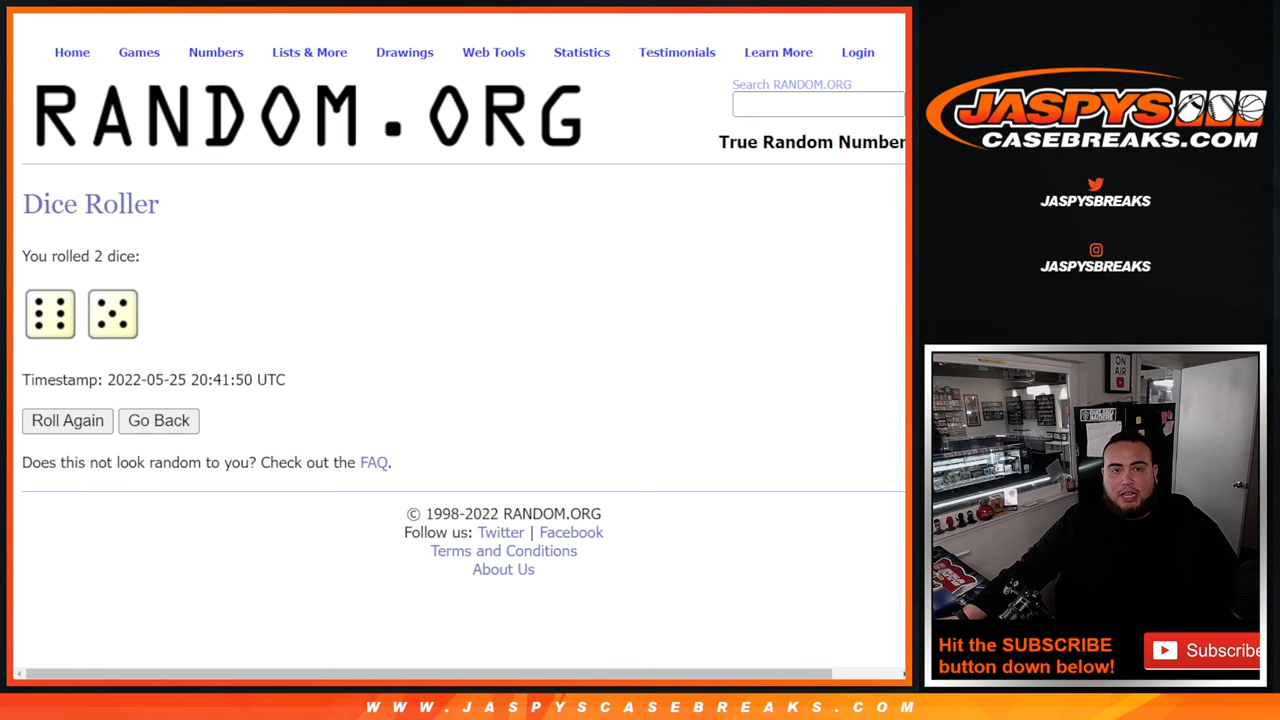 Home Games Numbers Lists & More Drawings Web Tools Statistics Testimonials Learn More Login
RANDOM.ORG
Search RANDOM.ORG
True Random Number
Dice Roller
You rolled 2 dice:
Timestamp: 2022-05-25 20:41:50 UTC
Roll Again Go Back
Does this not look random to you? Check out the FAQ.
© 1998-2022 RANDOM.ORG
Follow us: Twitter | Facebook
Terms and Conditions
About Us
JASPYS
CASEBREAKS.COM
JASPYSBREAKS
JASPYSBREAKS
ON
AIR
Hit the SUBSCRIBE
button down below!
Subscribe
WWW.JASPYSCASEBREAKS.COM